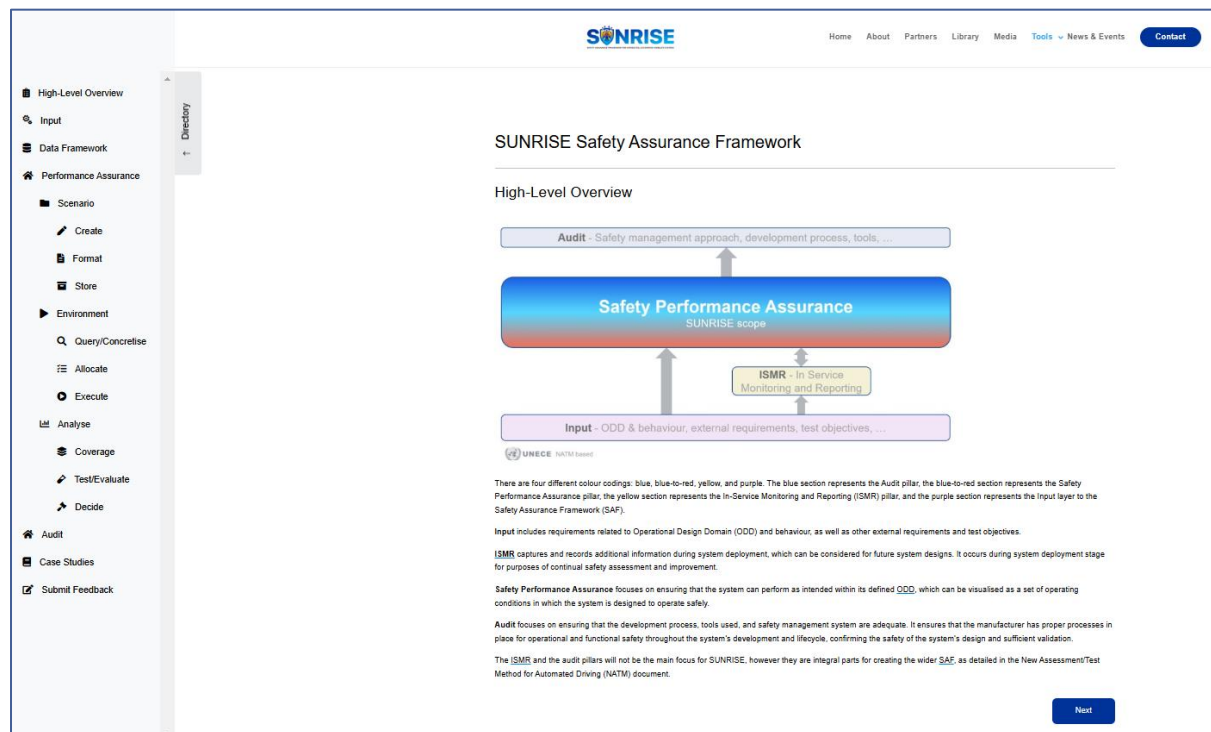 SUNRISE
Home About Partners Library Media Tools News & Events Contact
High-Level Overview
Input
Data Framework
Performance Assurance
Scenario
Create
Format
Store
Environment
Query/Concretise
Allocate
Execute
Analyse
Coverage
Test/Evaluate
Decide
Audit
Case Studies
Submit Feedback
Directory
SUNRISE Safety Assurance Framework
High-Level Overview
Audit - Safety management approach, development process, tools, ...
Safety Performance Assurance
SUNRISE scope
ISMR - In Service
Monitoring and Reporting
Input - ODD & behaviour, external requirements, test objectives, ...
UNECE NATM based
There are four different colour codings: blue, blue-to-red, yellow, and purple. The blue section represents the Audit pillar, the blue-to-red section represents the Safety
Performance Assurance pillar, the yellow section represents the In-Service Monitoring and Reporting (ISMR) pillar, and the purple section represents the Input layer to the
Safety Assurance Framework (SAF).
Input includes requirements related to Operational Design Domain (ODD) and behaviour, as well as other external requirements and test objectives.
ISMR captures and records additional information during system deployment, which can be considered for future system designs. It occurs during system deployment stage
for purposes of continual safety assessment and improvement.
Safety Performance Assurance focuses on ensuring that the system can perform as intended within its defined ODD, which can be visualised as a set of operating
conditions in which the system is designed to operate safely.
Audit focuses on ensuring that the development process, tools used, and safety management system are adequate. It ensures that the manufacturer has proper processes in
place for operational and functional safety throughout the system's development and lifecycle, confirming the safety of the system's design and sufficient validation.
The ISMR and the audit pillars will not be the main focus for SUNRISE, however they are integral parts for creating the wider SAF, as detailed in the New Assessment/Test
Method for Automated Driving (NATM) document.
Next